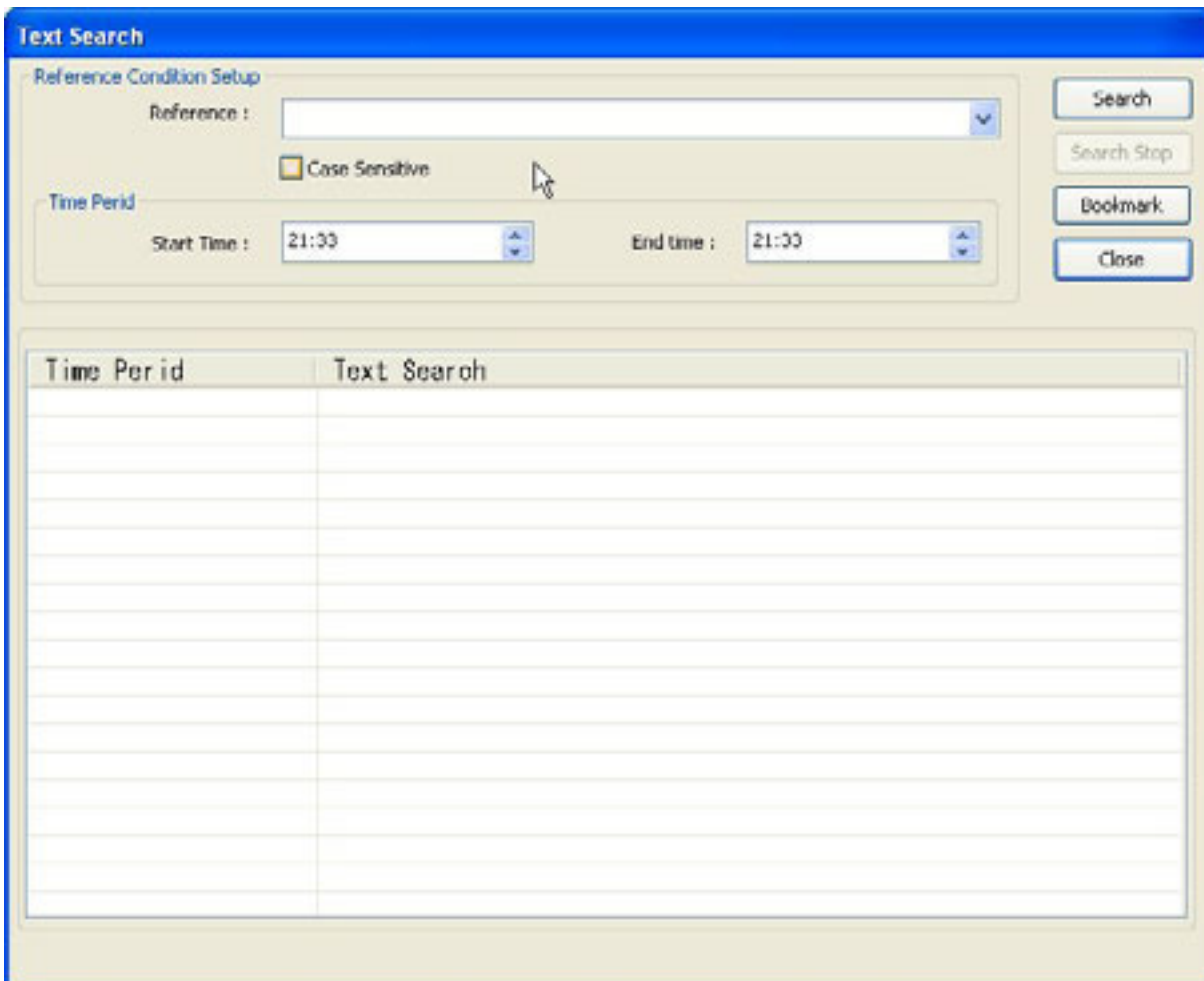 Text Search
Reference Condition Setup
Reference :
Search
Case Sensitive
Search Stop
Time Perid
Bookmark
Start Time :
21:33
End time :
21:33
Close
Time Perid
Text Search